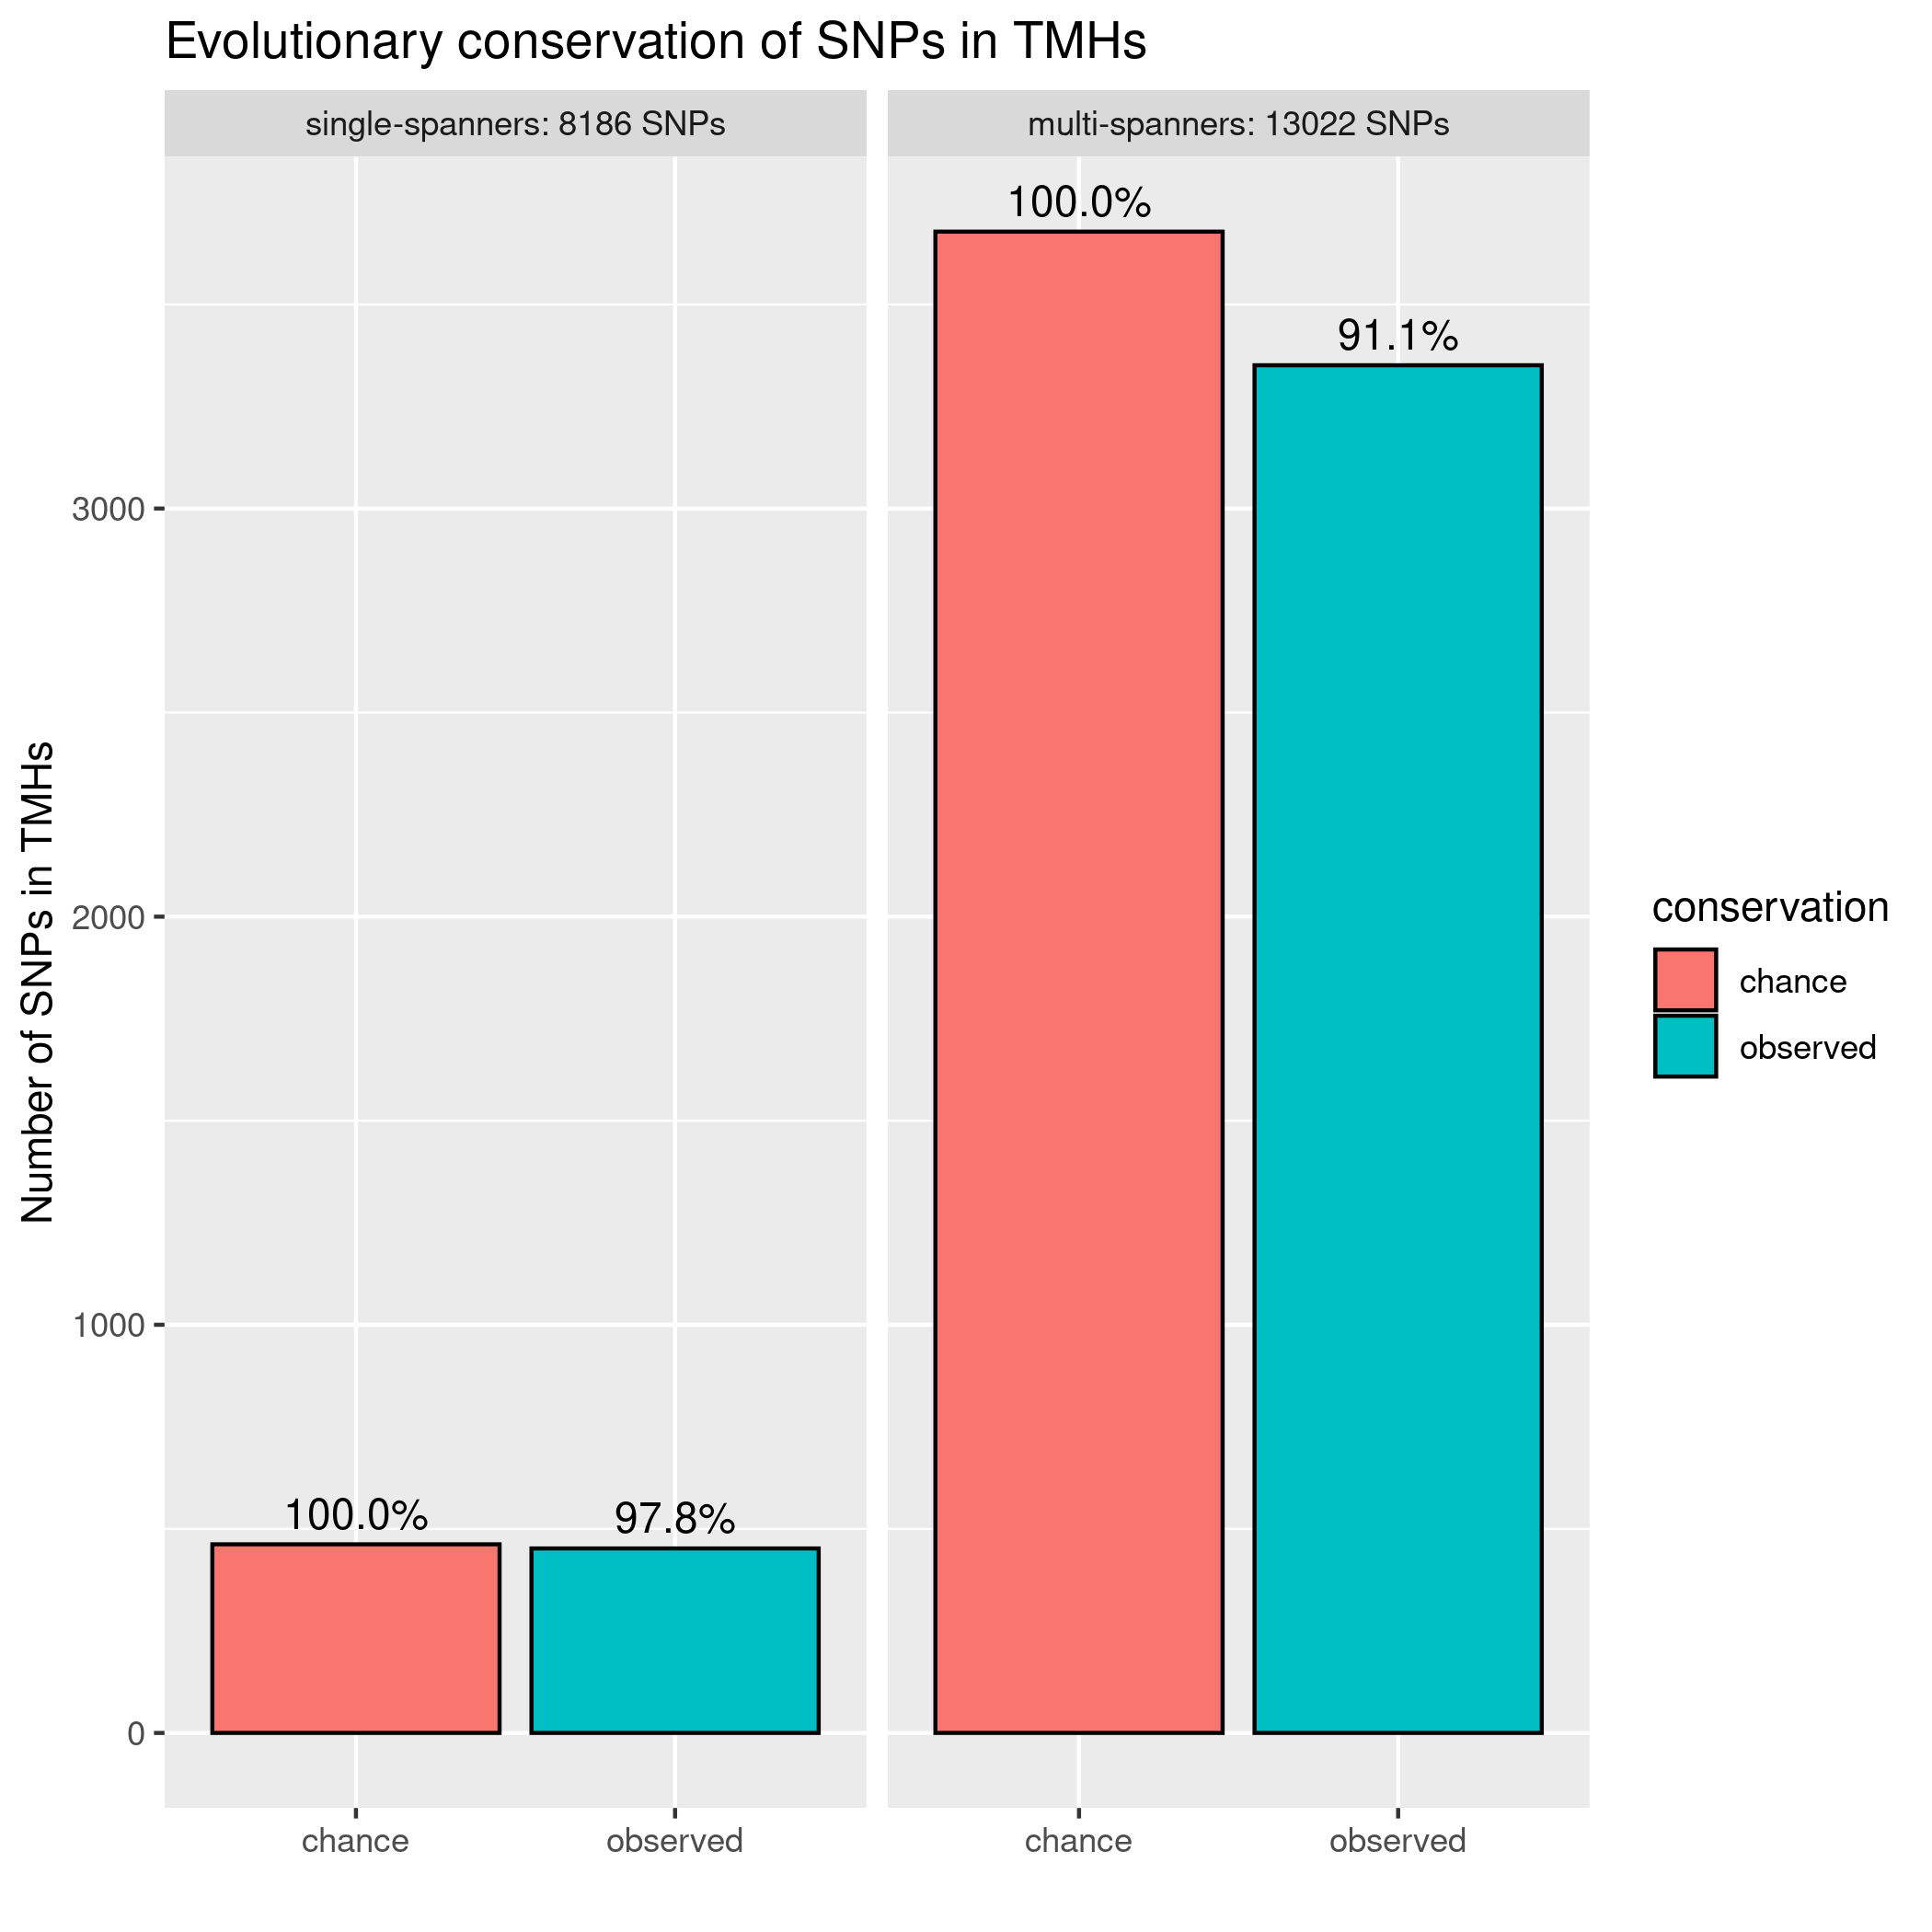 Evolutionary conservation of SNPs in TMHs
single-spanners: 8186 SNPs
multi-spanners: 13022 SNPs
Number of SNPs in TMHs
3000
2000
1000
0
100.0%
97.8%
100.0%
91.1%
chance
observed
chance
observed
conservation
chance
observed